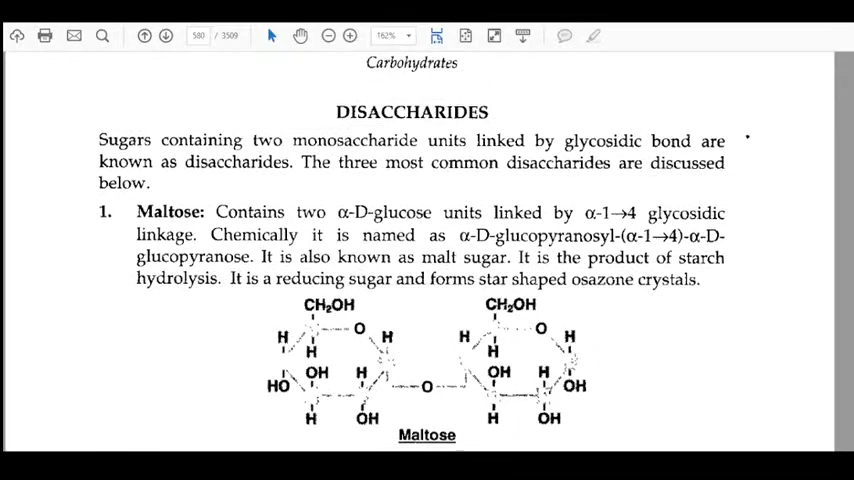 580 / 3509
162%
Carbohydrates
DISACCHARIDES
Sugars containing two monosaccharide units linked by glycosidic bond are
known as disaccharides. The three most common disaccharides are discussed
below.
1. Maltose: Contains two α-D-glucose units linked by α-1→4 glycosidic
linkage. Chemically it is named as α-D-glucopyranosyl-(α-1→4)-α-D-
glucopyranose. It is also known as malt sugar. It is the product of starch
hydrolysis. It is a reducing sugar and forms star shaped osazone crystals.
CH₂OH CH₂OH
O O
H H H H
H H
OH H OH H
HO O OH
H OH H OH
Maltose